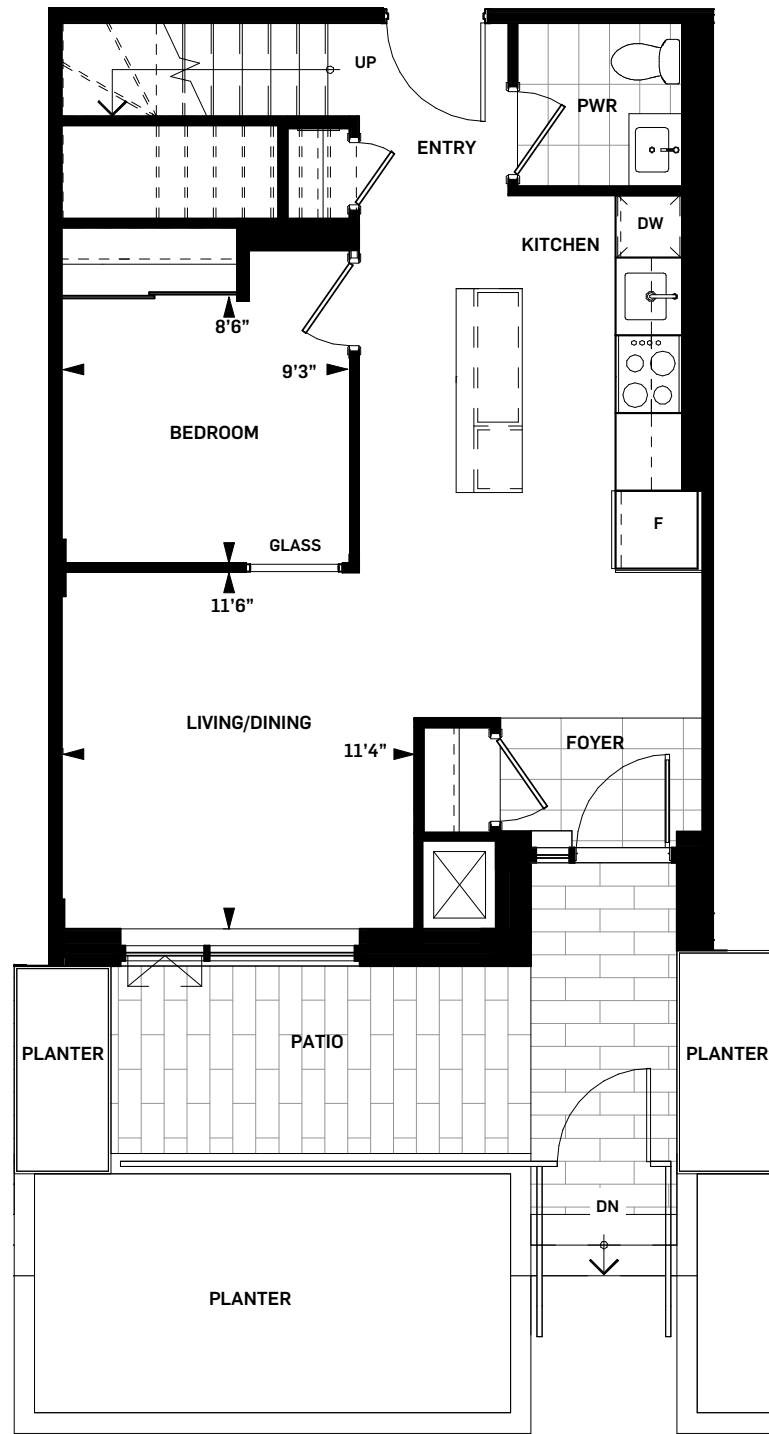 UP
PWR
ENTRY
DW
KITCHEN
8’6”
9’3”
BEDROOM
F
GLASS
11’6”
LIVING/DINING
FOYER
11’4”
PATIO
PLANTER
PLANTER
DN
PLANTER